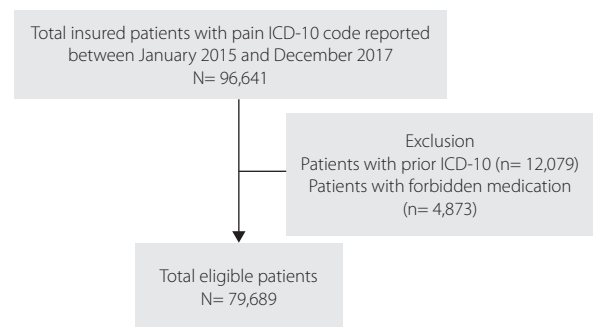 Total insured patients with pain ICD-10 code reported
between January 2015 and December 2017
N= 96,641
Exclusion
Patients with prior ICD-10 (n= 12,079)
Patients with forbidden medication
(n= 4,873)
Total eligible patients
N= 79,689